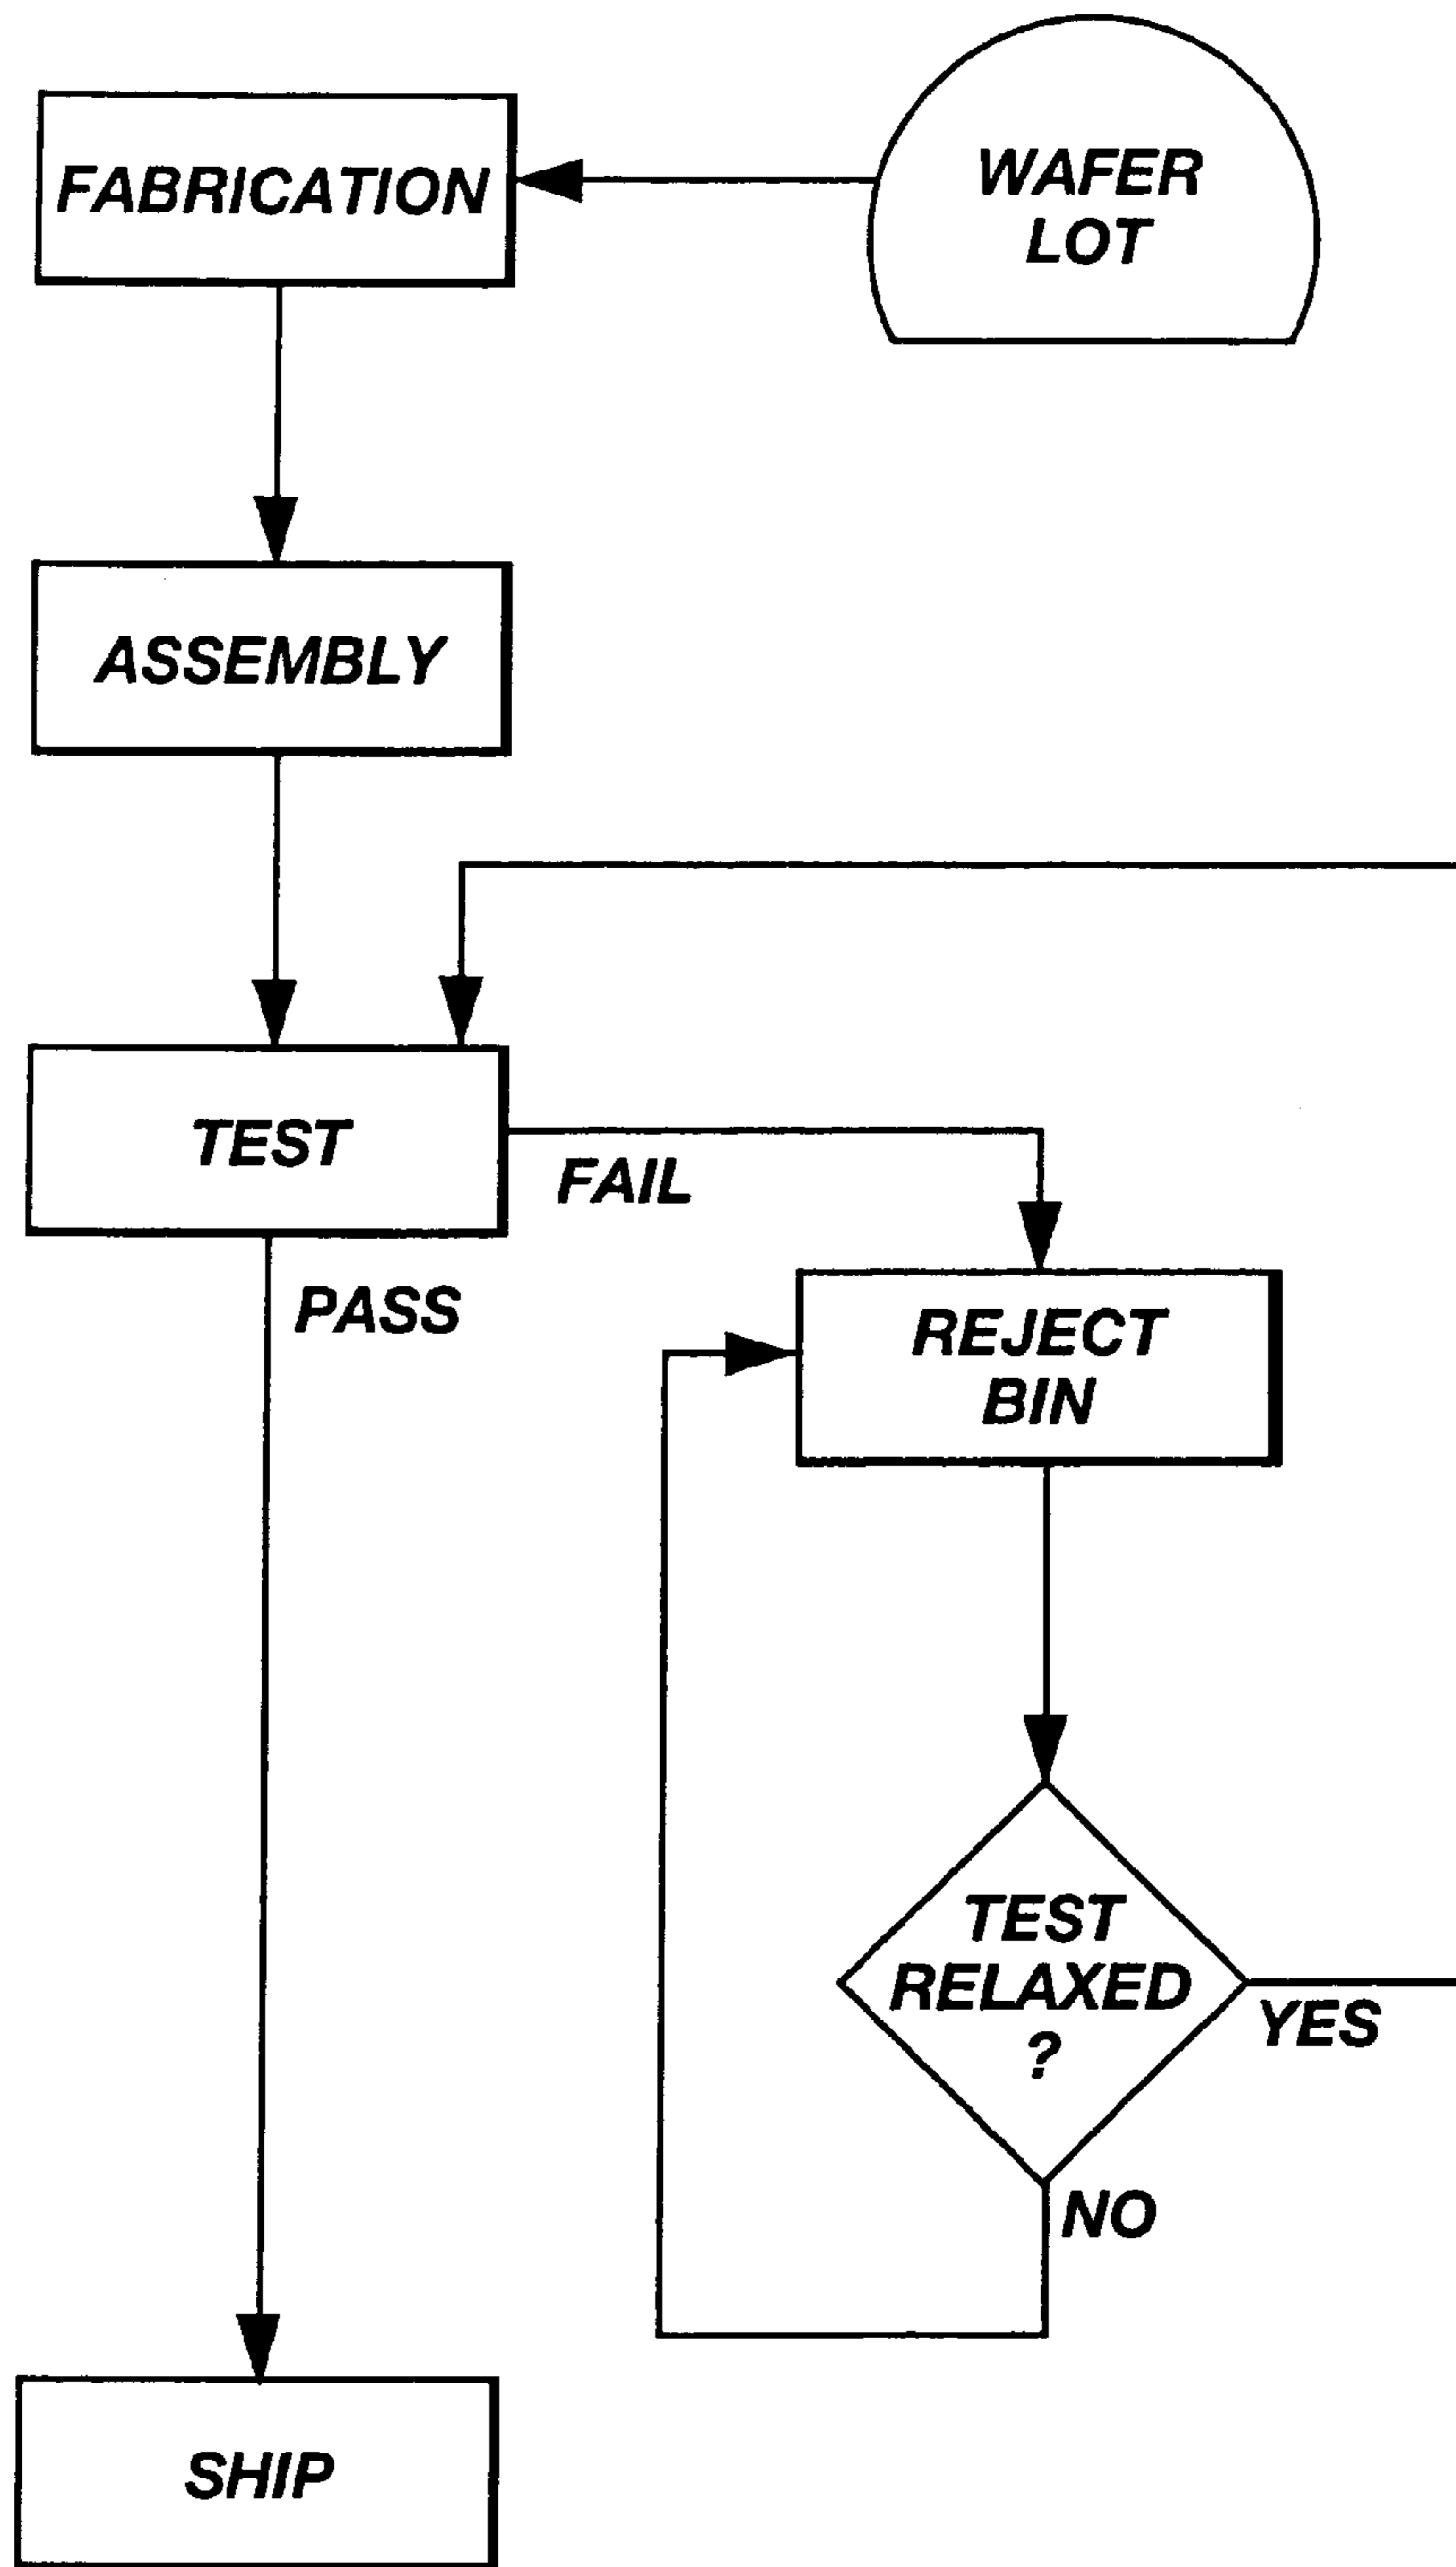 FABRICATION
WAFER
LOT
ASSEMBLY
TEST
FAIL
PASS
REJECT
BIN
TEST
RELAXED
?
YES
NO
SHIP